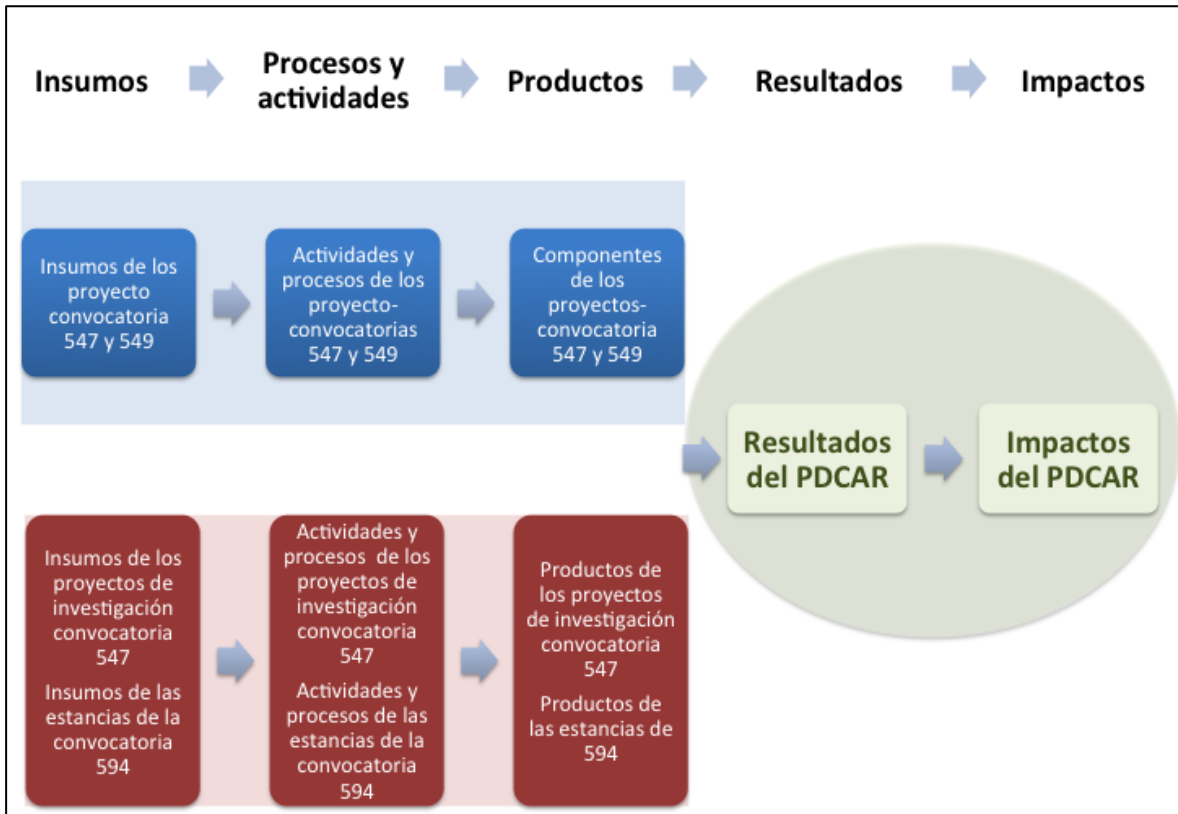 Insumos
Procesos y
actividades
Productos
Resultados
Impactos
Insumos de los
proyecto
convocatoria
547 y 549
Actividades y
procesos de los
proyecto-
convocatorias
547 y 549
Componentes
de los
proyectos-
convocatoria
547 y 549
Resultados
del PDCAR
Impactos
del PDCAR
Insumos de los
proyectos de
investigación
convocatoria
547
Insumos de las
estancias de la
convocatoria
594
Actividades y
procesos de los
proyectos de
investigación
convocatoria
547
Actividades y
procesos de las
estancias de la
convocatoria
594
Productos de
los proyectos
de investigación
convocatoria
547
Productos de
las estancias de
594